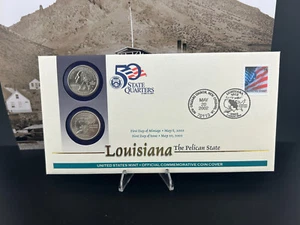 50
STATE
QUARTERS
MAY
20
2002
First Day of Mintage • May 6, 2002
First Day of Issue • May 20, 2002
Louisiana The Pelican State
UNITED STATES MINT • OFFICIAL COMMEMORATIVE COIN COVER